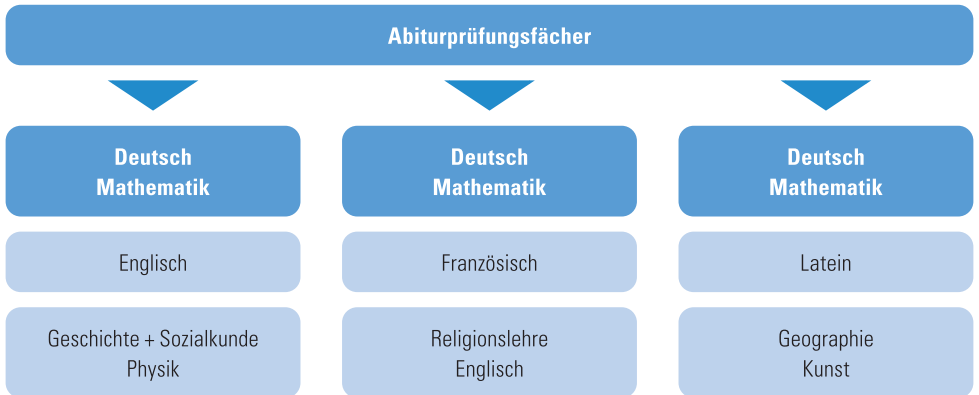 Abiturprüfungsfächer
Deutsch
Mathematik
Englisch
Geschichte + Sozialkunde
Physik
Deutsch
Mathematik
Französisch
Religionslehre
Englisch
Deutsch
Mathematik
Latein
Geographie
Kunst